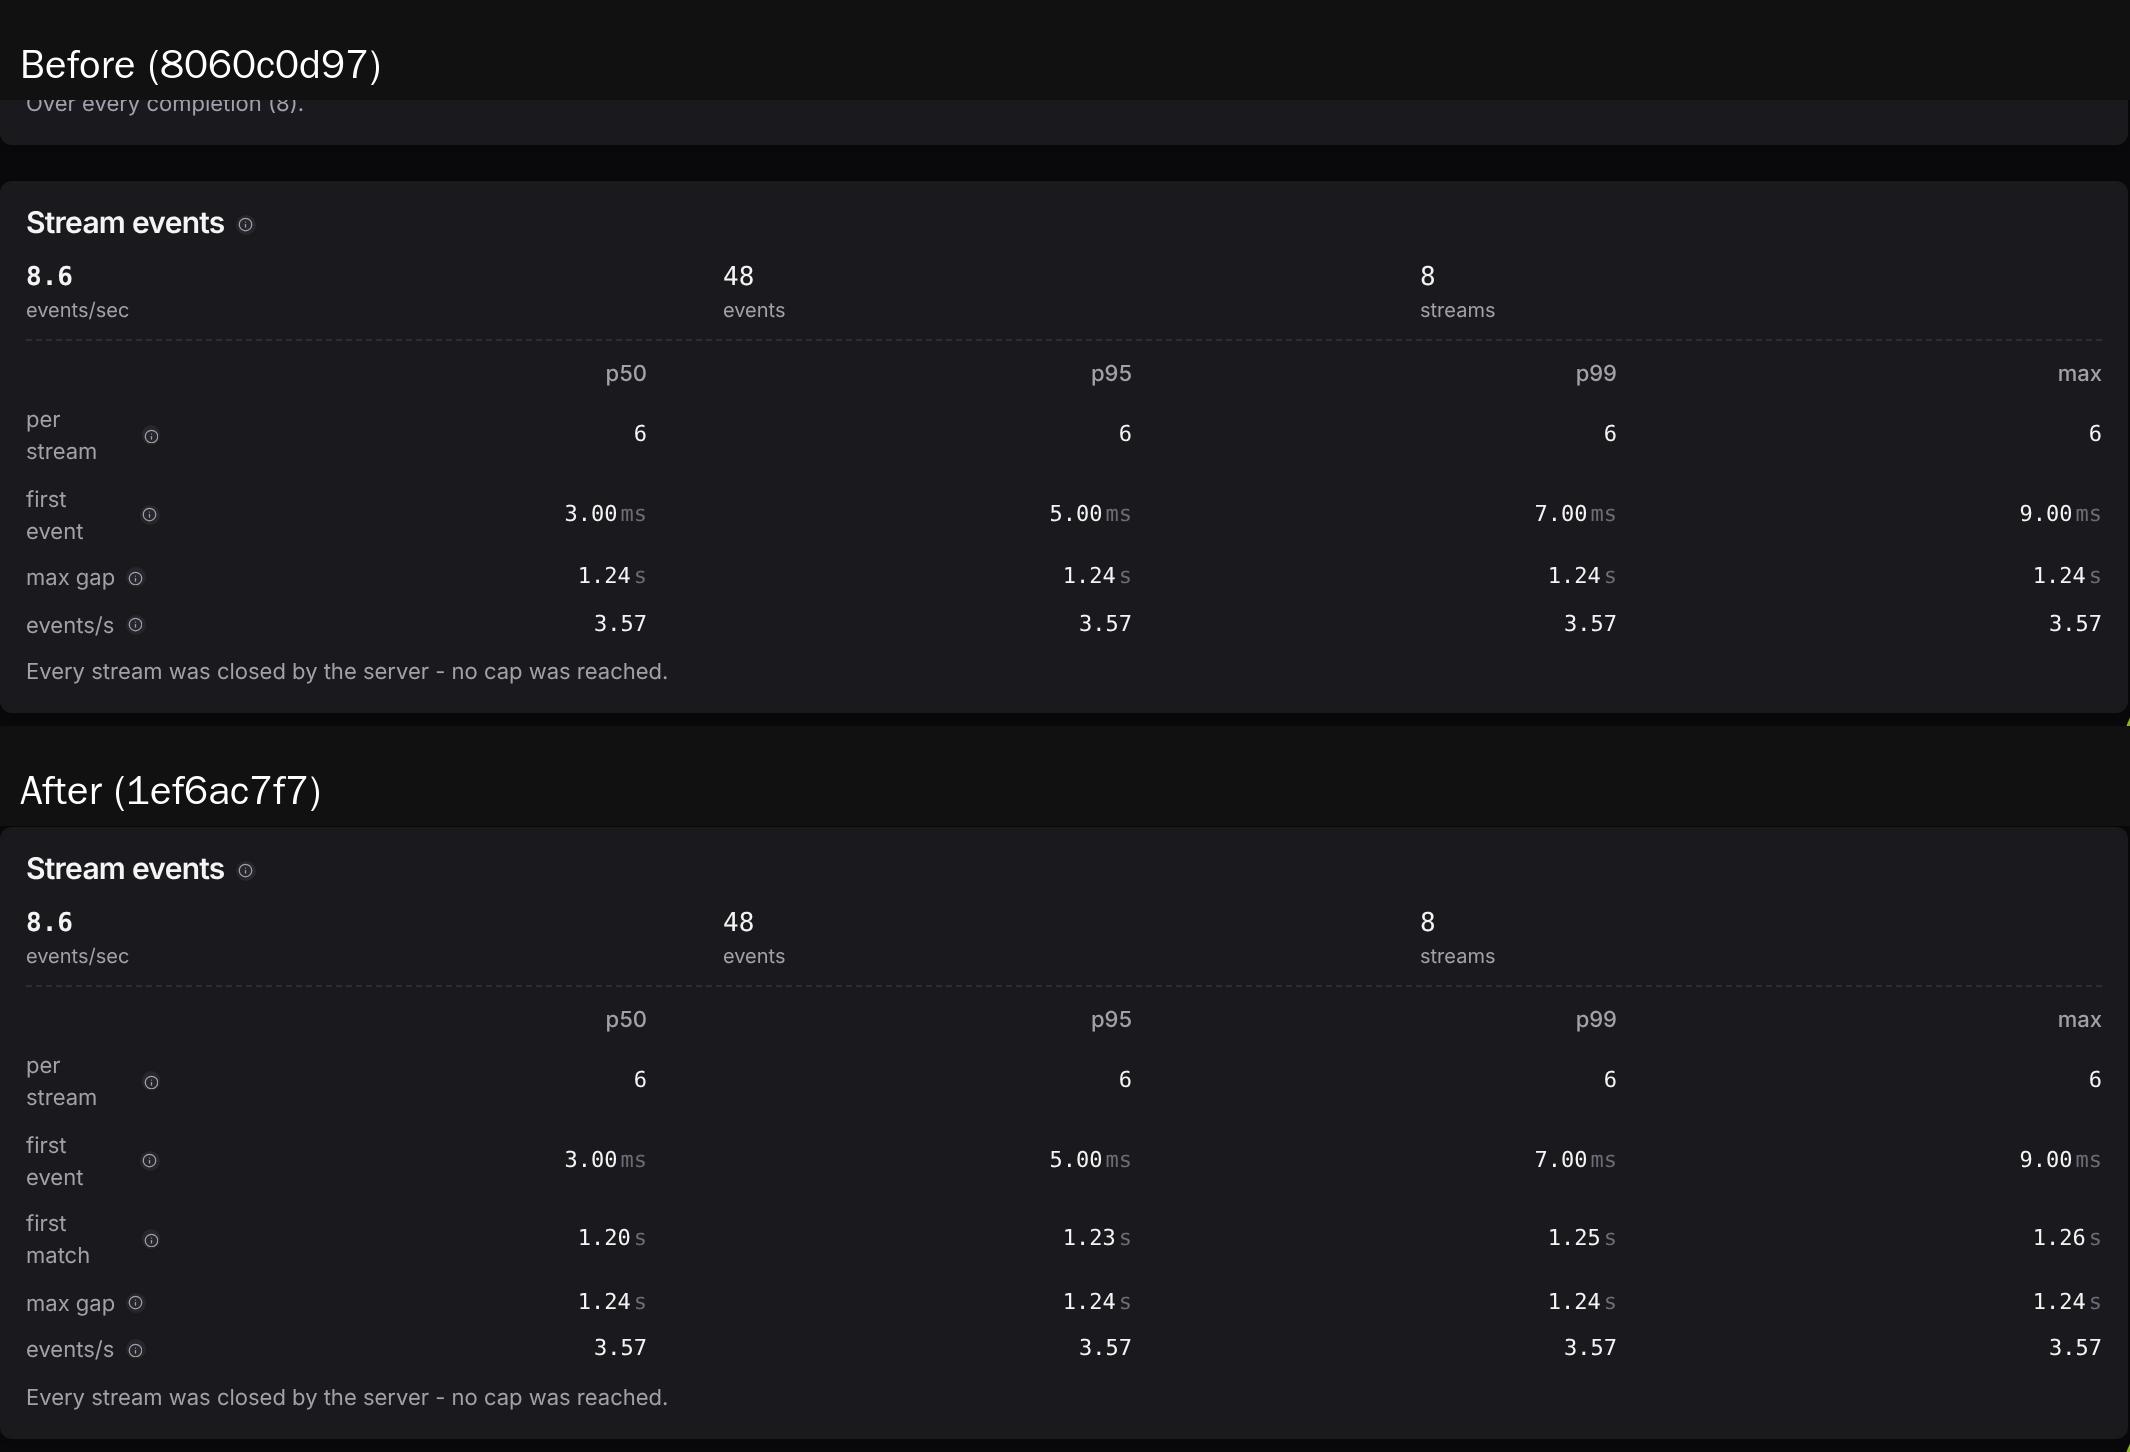 Before (8060c0d97)
Over every completion (8).
Stream events
8.6 48 8
events/sec events streams
p50 p95 p99 max
per
stream
6 6 6 6
first
event
3.00ms 5.00ms 7.00ms 9.00ms
max gap 1.24s 1.24s 1.24s 1.24s
events/s 3.57 3.57 3.57 3.57
Every stream was closed by the server - no cap was reached.
After (1ef6ac7f7)
Stream events
8.6 48 8
events/sec events streams
p50 p95 p99 max
per
stream
6 6 6 6
first
event
3.00ms 5.00ms 7.00ms 9.00ms
first
match
1.20s 1.23s 1.25s 1.26s
max gap 1.24s 1.24s 1.24s 1.24s
events/s 3.57 3.57 3.57 3.57
Every stream was closed by the server - no cap was reached.